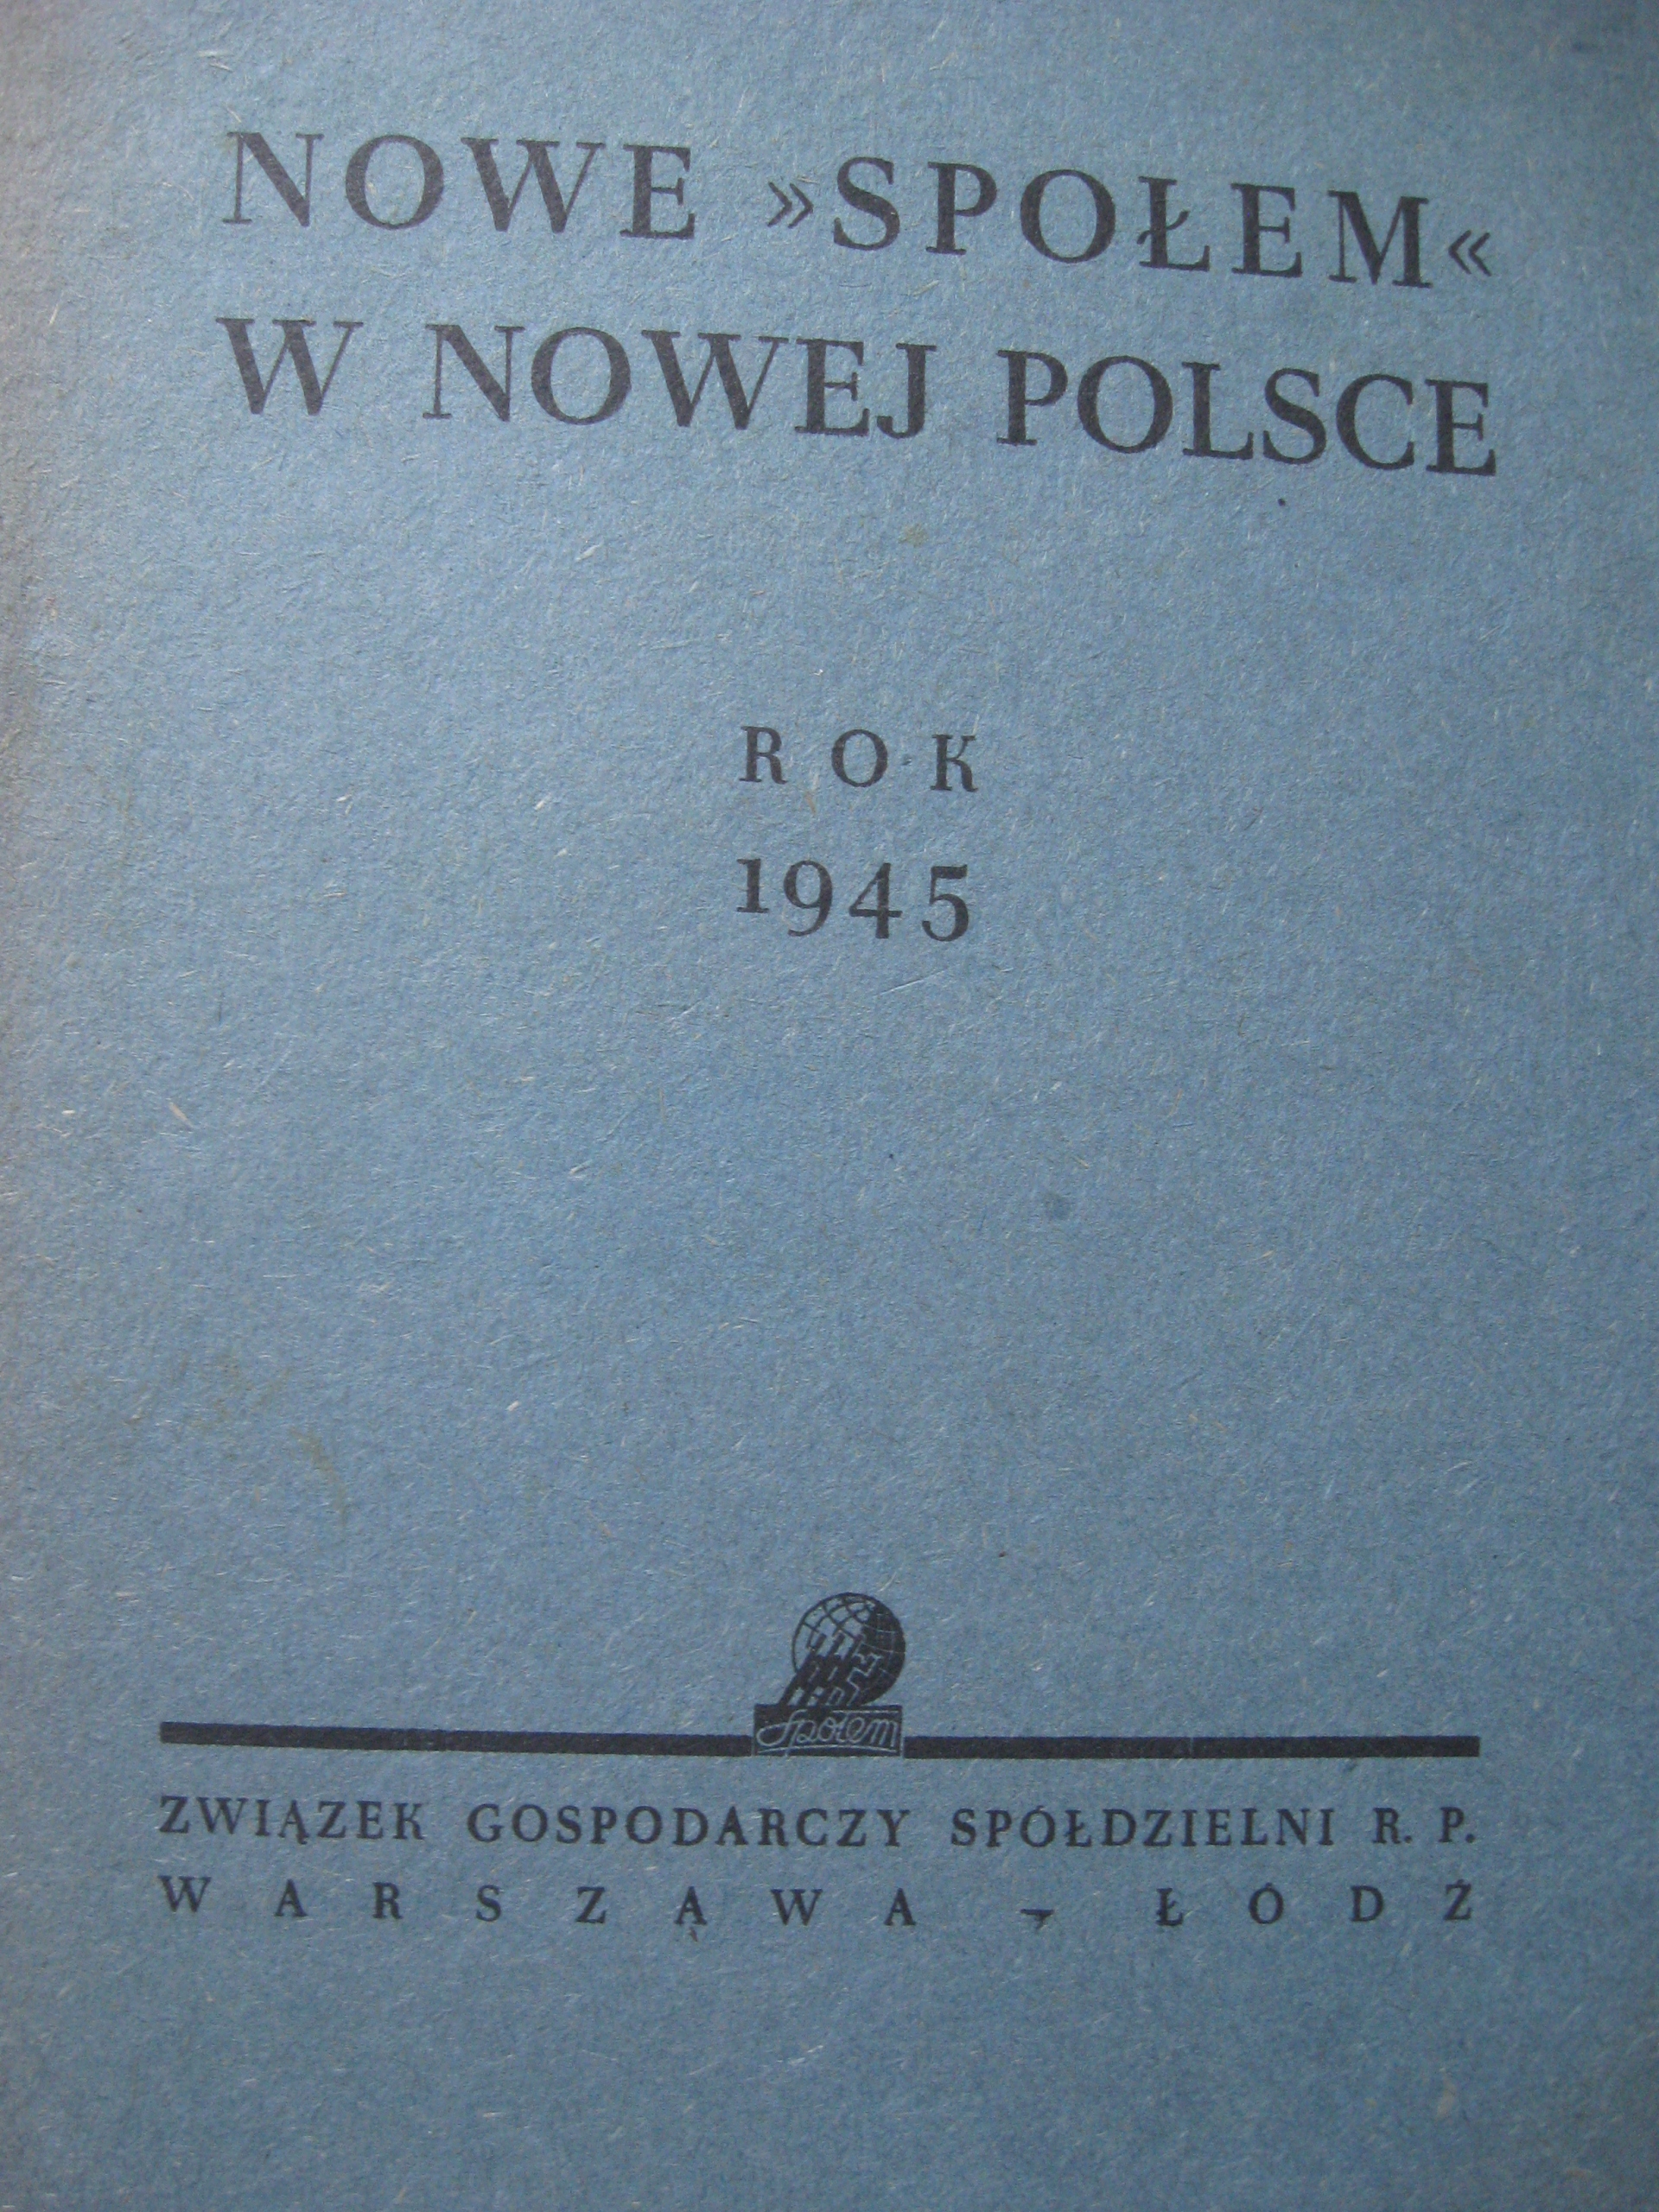 NOWE »SPOŁEM«
W NOWEJ POLSCE
ROK
1945
Społem
ZWIĄZEK GOSPODARCZY SPÓŁDZIELNI R. P.
WARSZAWA - ŁÓDŹ